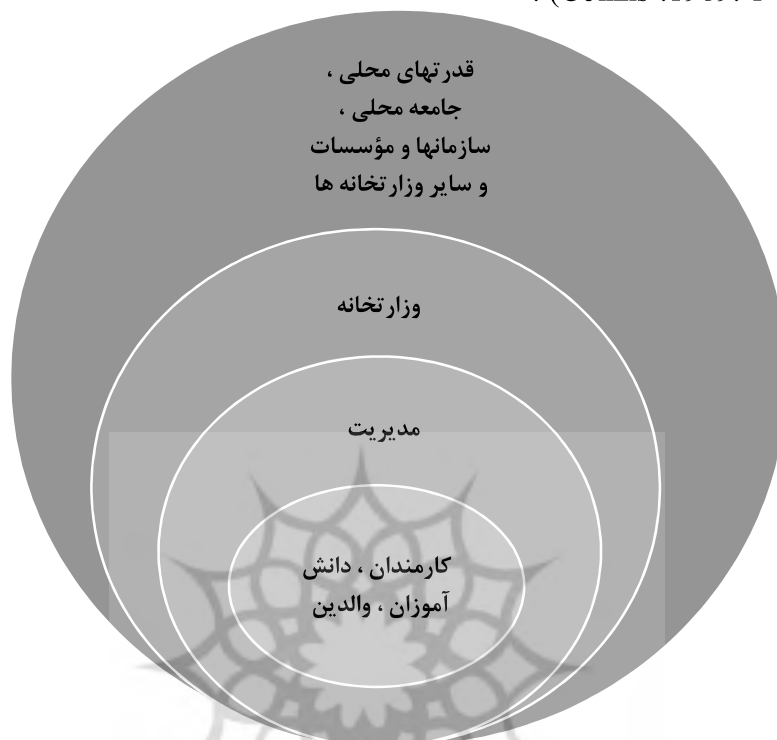 قدرتهای محلی ،
جامعه محلی ،
سازمانها و مؤسسات
و سایر وزارتخانه ها
وزارتخانه
مدیریت
کارمندان ، دانش
آموزان ، والدین